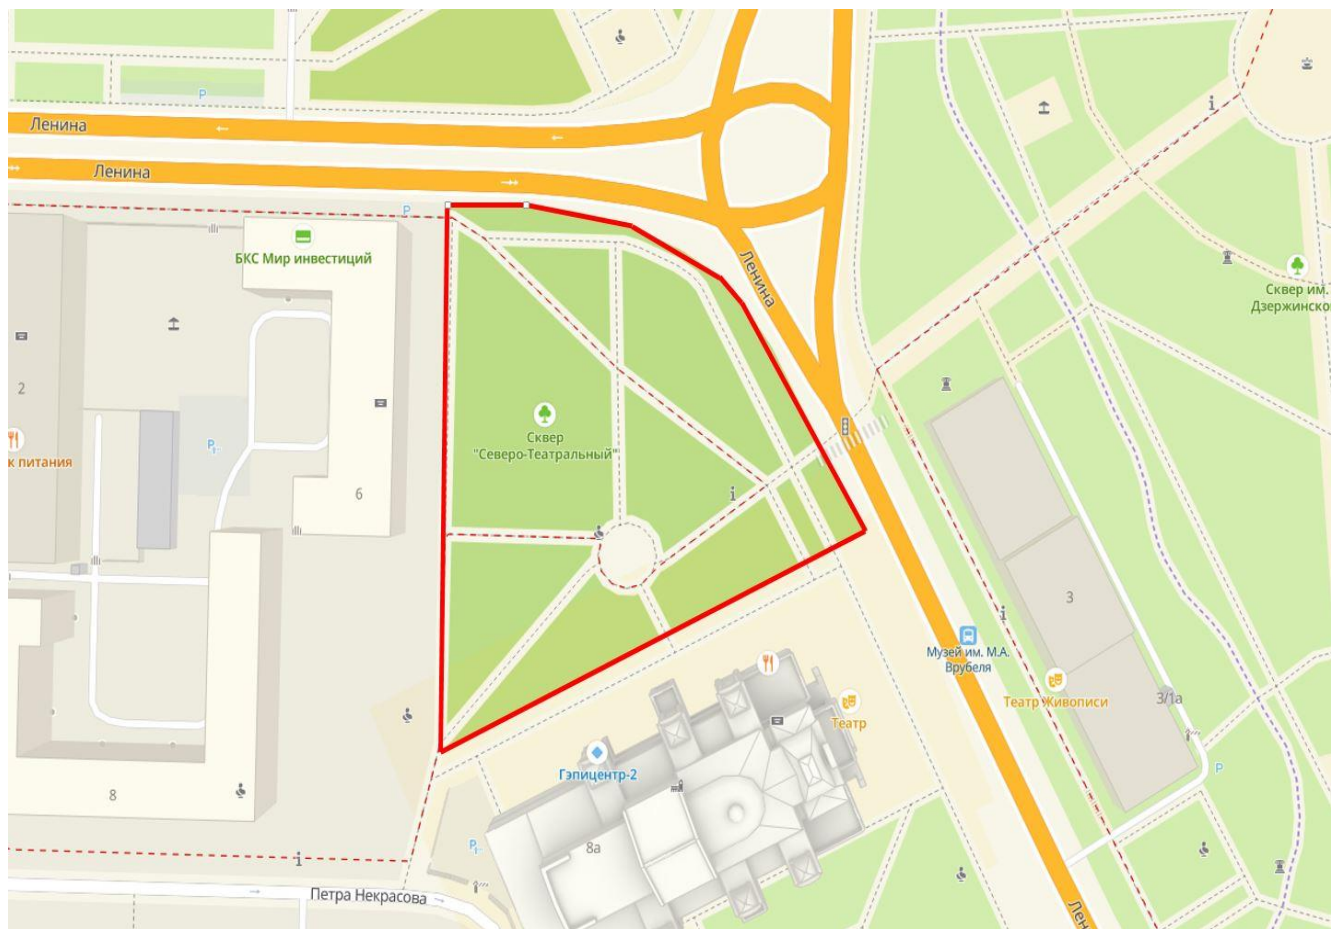 P
Ленина
Ленина
P
БКС Мир инвестиций
Ленина
Сквер им.
Дзержинско
2
P
к питания
Сквер
"Северо-Театральный"
6
3
Музей им. М.А.
Врубеля
Театр Живописи
3/1а
Театр
Гэпицентр-2
P
8
8а
P
Петра Некрасова
Лен